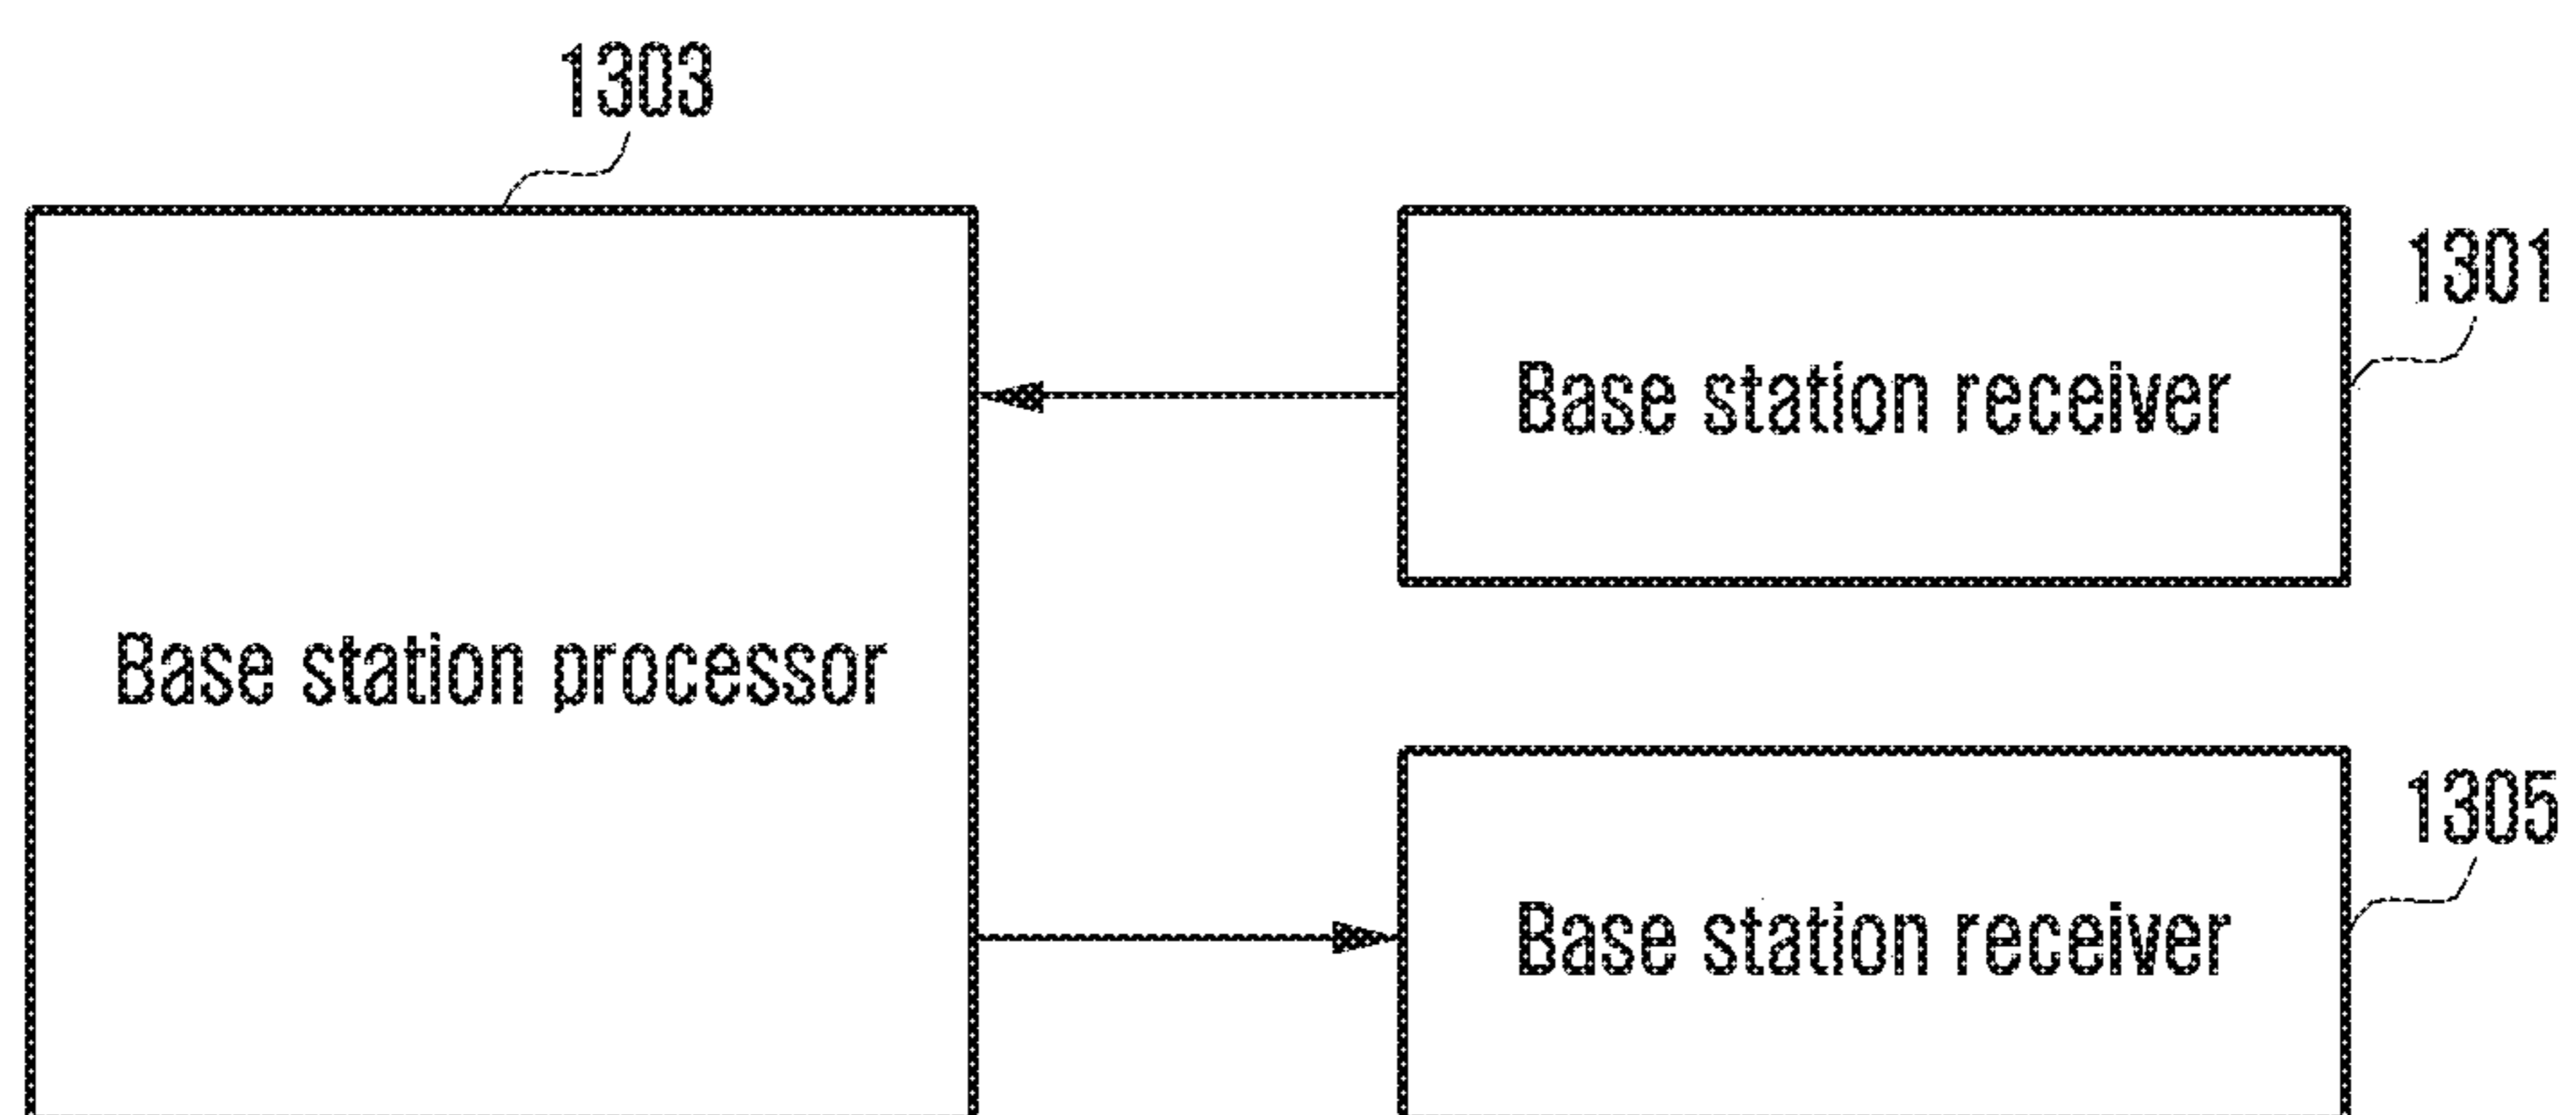 1303
1301
Base station receiver
Base station processor
1305
Base station receiver